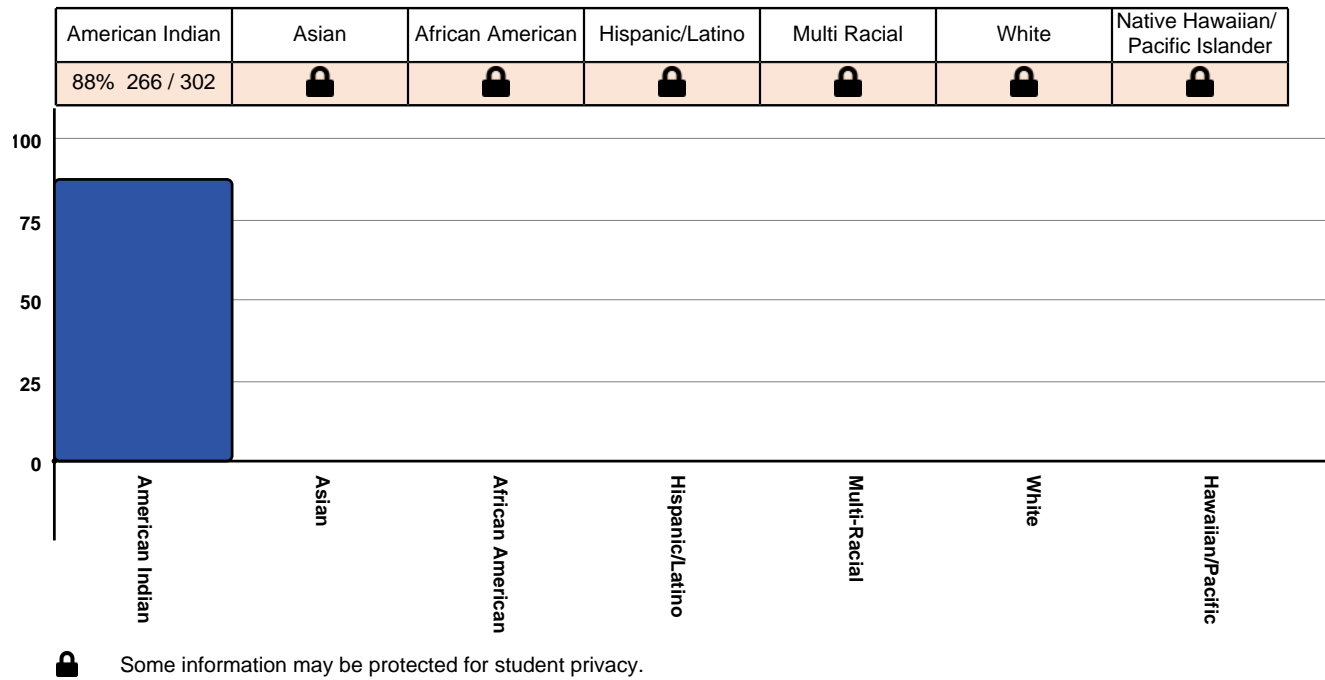 American Indian Asian African American Hispanic/Latino Multi Racial White Native Hawaiian/
Pacific Islander
88% 266 / 302
100
75
50
25
0
American Indian
Asian
African American
Hispanic/Latino
Multi-Racial
White
Hawaiian/Pacific
Some information may be protected for student privacy.